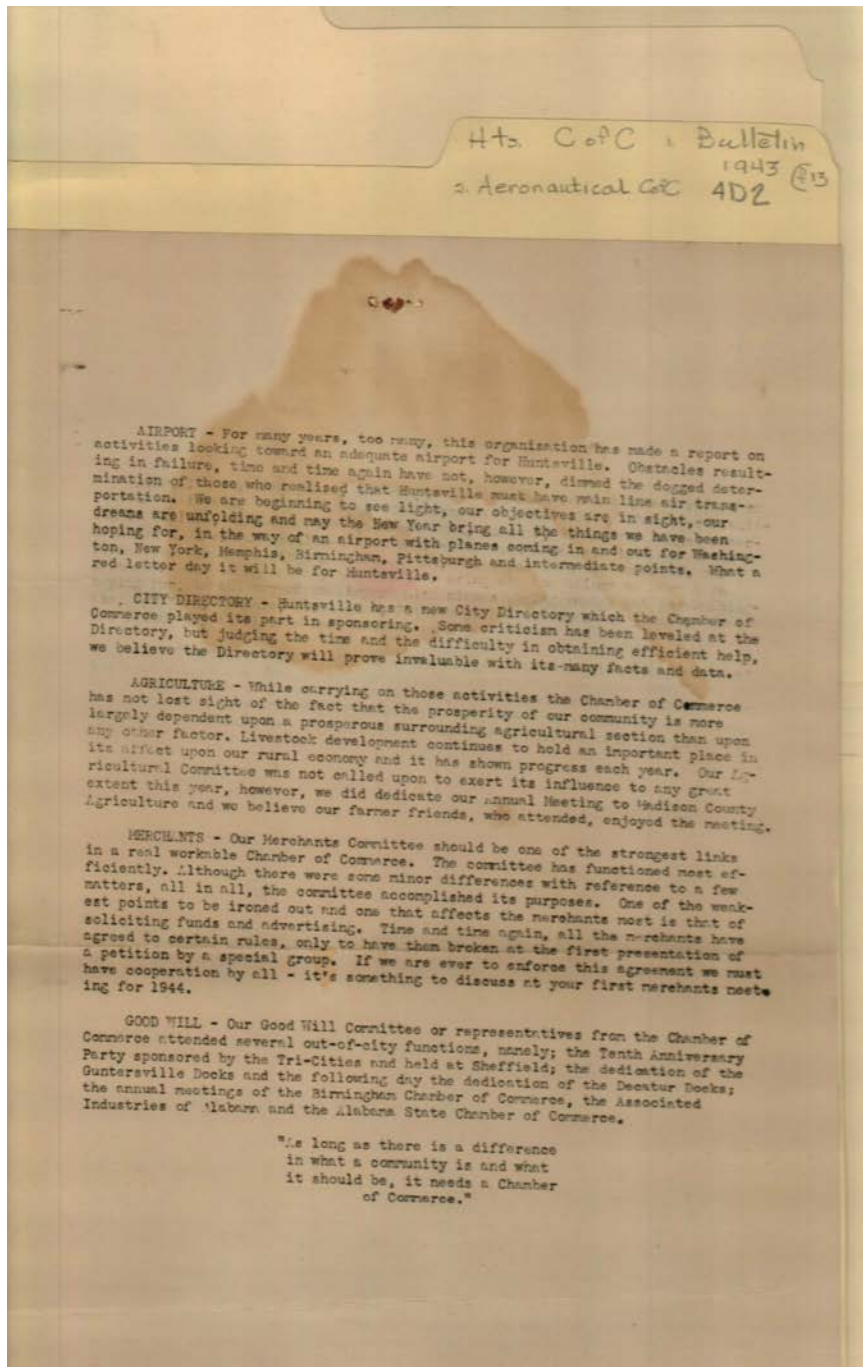 Hts. C of C : Bulletin
1943 f13
s. Aeronautical CofC 4D2
AIRPORT - For many years, too many, this organization has made a report on
activities looking toward an adequate airport for Huntsville. Obstacles result-
ing in failure, time and time again have not, however, dimmed the dogged deter-
mination of those who realized that Huntsville must have main line air trans-
portation. We are beginning to see light, our objectives are in sight, our
dreams are unfolding and may the New Year bring all the things we have been
hoping for, in the way of an airport with planes coming in and out for Washing-
ton, New York, Memphis, Birmingham, Pittsburgh and intermediate points. What a
red letter day it will be for Huntsville.
CITY DIRECTORY - Huntsville has a new City Directory which the Chamber of
Commerce played its part in sponsoring. Some criticism has been leveled at the
Directory, but judging the time and the difficulty in obtaining efficient help,
we believe the Directory will prove invaluable with its many facts and data.
AGRICULTURE - While carrying on those activities the Chamber of Commerce
has not lost sight of the fact that the prosperity of our community is more
largely dependent upon a prosperous surrounding agricultural section than upon
any other factor. Livestock development continues to hold an important place in
its affect upon our rural economy and it has shown progress each year. Our Ag-
ricultural Committee was not called upon to exert its influence to any great
extent this year, however, we did dedicate our Annual Meeting to Madison County
Agriculture and we believe our farmer friends, who attended, enjoyed the meeting.
MERCHANTS - Our Merchants Committee should be one of the strongest links
in a real workable Chamber of Commerce. The committee has functioned most ef-
ficiently. Although there were some minor differences with reference to a few
matters, all in all, the committee accomplished its purposes. One of the weak-
est points to be ironed out and one that affects the merchants most is that of
soliciting funds and advertising. Time and time again, all the merchants have
agreed to certain rules, only to have them broken at the first presentation of
a petition by a special group. If we are ever to enforce this agreement we must
have cooperation by all - it's something to discuss at your first merchants meet-
ing for 1944.
GOOD WILL - Our Good Will Committee or representatives from the Chamber of
Commerce attended several out-of-city functions, namely; the Tenth Anniversary
Party sponsored by the Tri-Cities and held at Sheffield; the dedication of the
Guntersville Docks and the following day the dedication of the Decatur Docks;
the annual meetings of the Birmingham Chamber of Commerce, the Associated
Industries of Alabama and the Alabama State Chamber of Commerce.
"As long as there is a difference
in what a community is and what
it should be, it needs a Chamber
of Commerce."